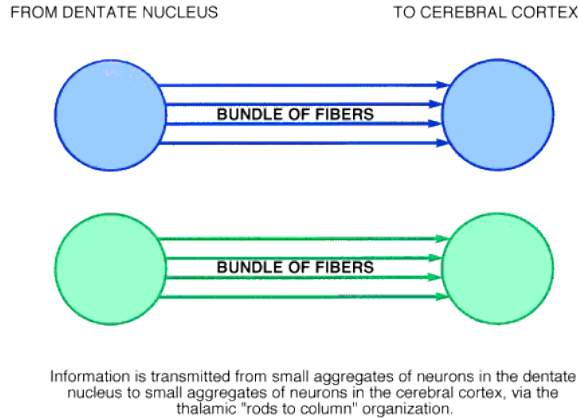 FROM DENTATE NUCLEUS
TO CEREBRAL CORTEX
BUNDLE OF FIBERS
BUNDLE OF FIBERS
Information is transmitted from small aggregates of neurons in the dentate
nucleus to small aggregates of neurons in the cerebral cortex, via the
thalamic "rods to column" organization.